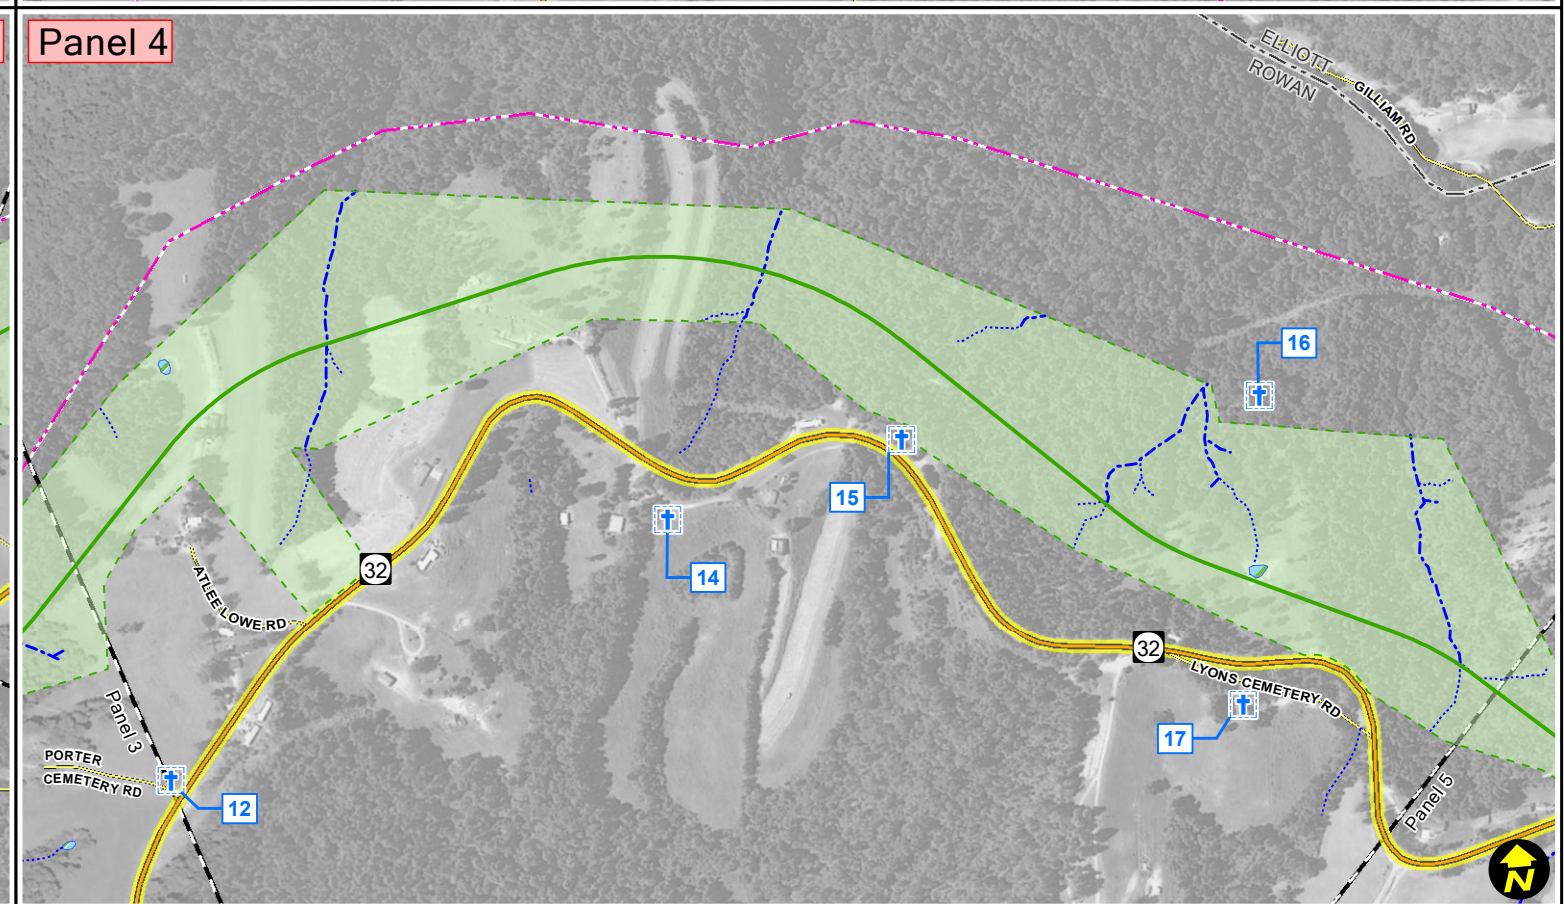 Panel 4
ELLIOTT
ROWAN
GILLIAM RD
16
15
14
32
ATLEE LOWE RD
32
LYONS CEMETERY RD
17
Panel 3
PORTER
CEMETERY RD
12
Panel 5
N